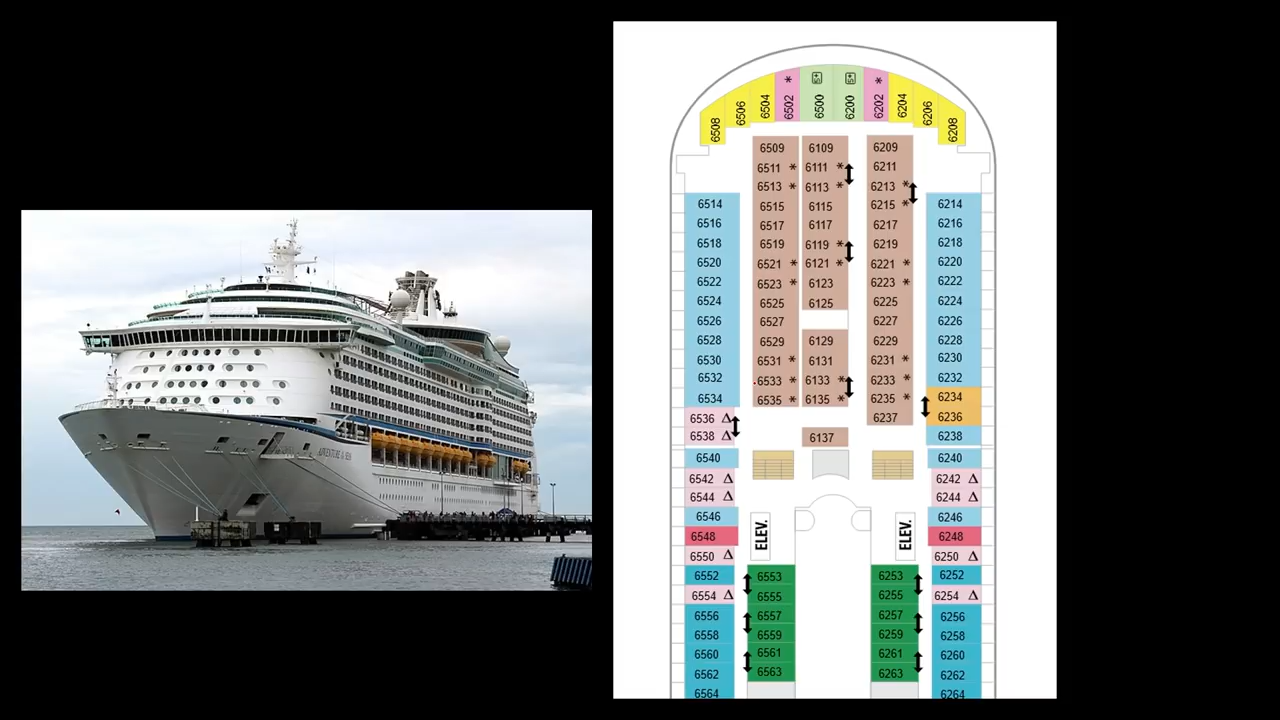 ADVENTURE OF THE SEAS
6508 6506 6504 6502 * 6500 5+ 6200 5+ 6202 * 6204 6206 6208
6509 6109 6209
6511 * 6111 * 6211
6513 * 6113 * 6213 *
6514 6515 6115 6215 * 6214
6516 6517 6117 6217 6216
6518 6519 6119 * 6219 6218
6520 6521 * 6121 * 6221 * 6220
6522 6523 * 6123 6223 * 6222
6524 6525 6125 6225 6224
6526 6527 6227 6226
6528 6529 6129 6229 6228
6530 6531 * 6131 6231 * 6230
6532 6533 * 6133 * 6233 * 6232
6534 6535 * 6135 * 6235 * 6234
6536 Δ 6237 6236
6538 Δ 6137 6238
6540 6240
6542 Δ 6242 Δ
6544 Δ 6244 Δ
6546 6246
6548 ELEV. ELEV. 6248
6550 Δ 6250 Δ
6552 6553 6253 6252
6554 Δ 6555 6255 6254 Δ
6556 6557 6257 6256
6558 6559 6259 6258
6560 6561 6261 6260
6562 6563 6263 6262
6564 6264